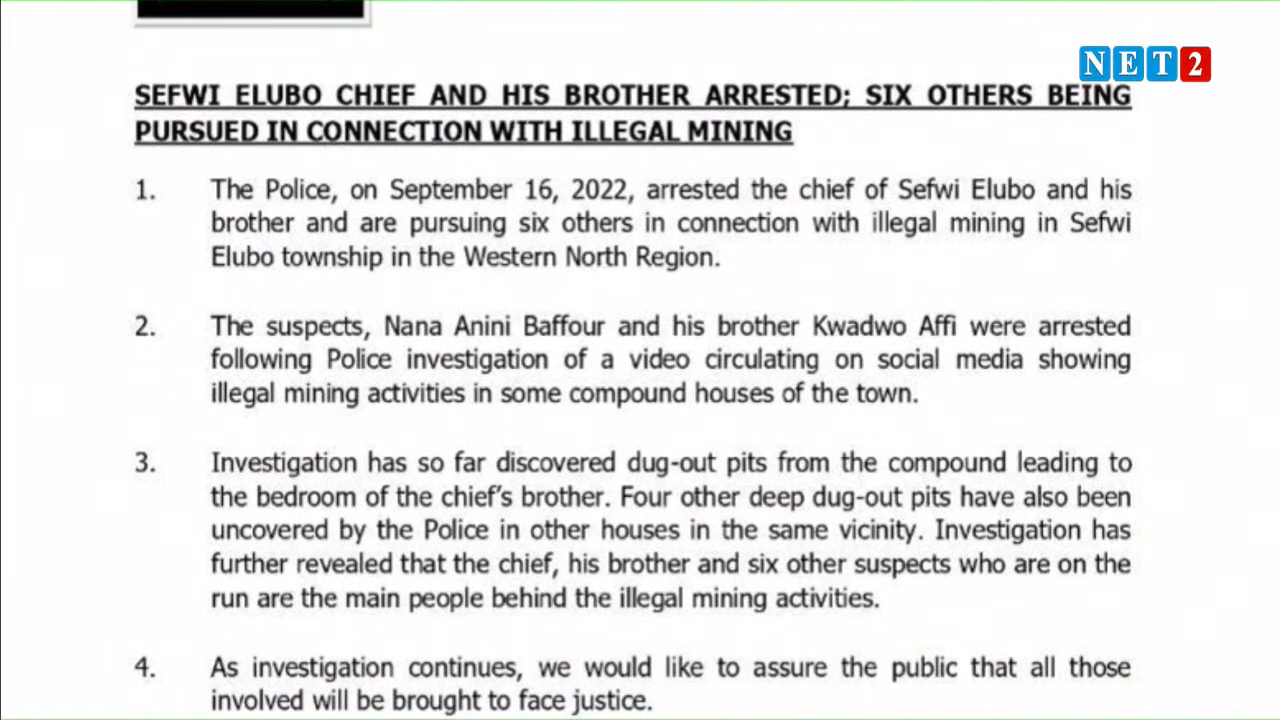 NET2
SEFWI ELUBO CHIEF AND HIS BROTHER ARRESTED; SIX OTHERS BEING
PURSUED IN CONNECTION WITH ILLEGAL MINING
1. The Police, on September 16, 2022, arrested the chief of Sefwi Elubo and his
brother and are pursuing six others in connection with illegal mining in Sefwi
Elubo township in the Western North Region.
2. The suspects, Nana Anini Baffour and his brother Kwadwo Affi were arrested
following Police investigation of a video circulating on social media showing
illegal mining activities in some compound houses of the town.
3. Investigation has so far discovered dug-out pits from the compound leading to
the bedroom of the chief’s brother. Four other deep dug-out pits have also been
uncovered by the Police in other houses in the same vicinity. Investigation has
further revealed that the chief, his brother and six other suspects who are on the
run are the main people behind the illegal mining activities.
4. As investigation continues, we would like to assure the public that all those
involved will be brought to face justice.